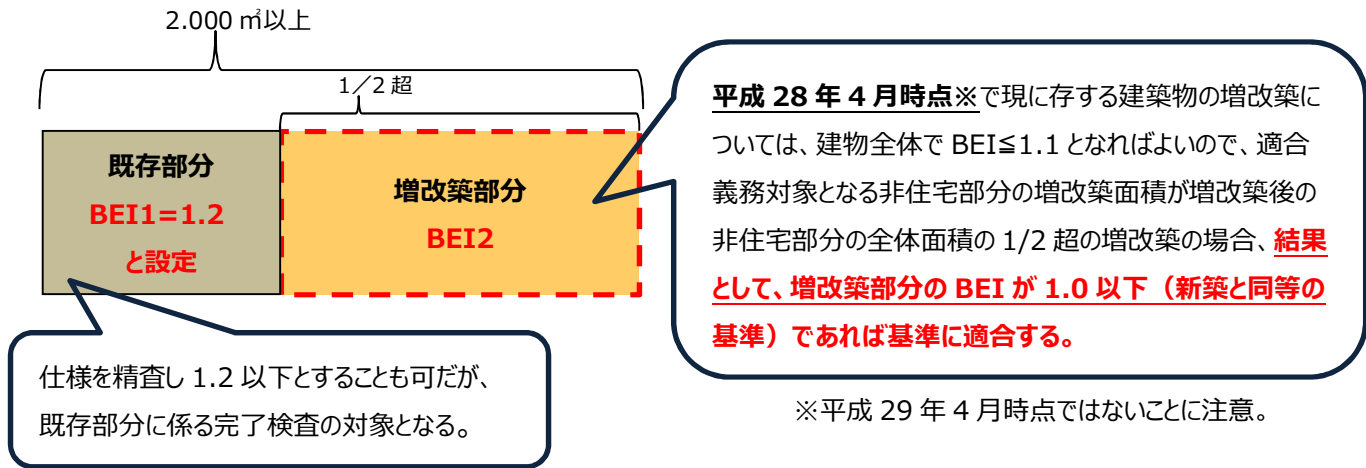 2.000 ㎡以上
1／2 超
既存部分
BEI1=1.2
と設定
増改築部分
BEI2
平成 28 年 4 月時点※で現に存する建築物の増改築に
ついては、建物全体で BEI≦1.1 となればよいので、適合
義務対象となる非住宅部分の増改築面積が増改築後の
非住宅部分の全体面積の 1/2 超の増改築の場合、結果
として、増改築部分の BEI が 1.0 以下（新築と同等の
基準）であれば基準に適合する。
仕様を精査し 1.2 以下とすることも可だが、
既存部分に係る完了検査の対象となる。
※平成 29 年 4 月時点ではないことに注意。